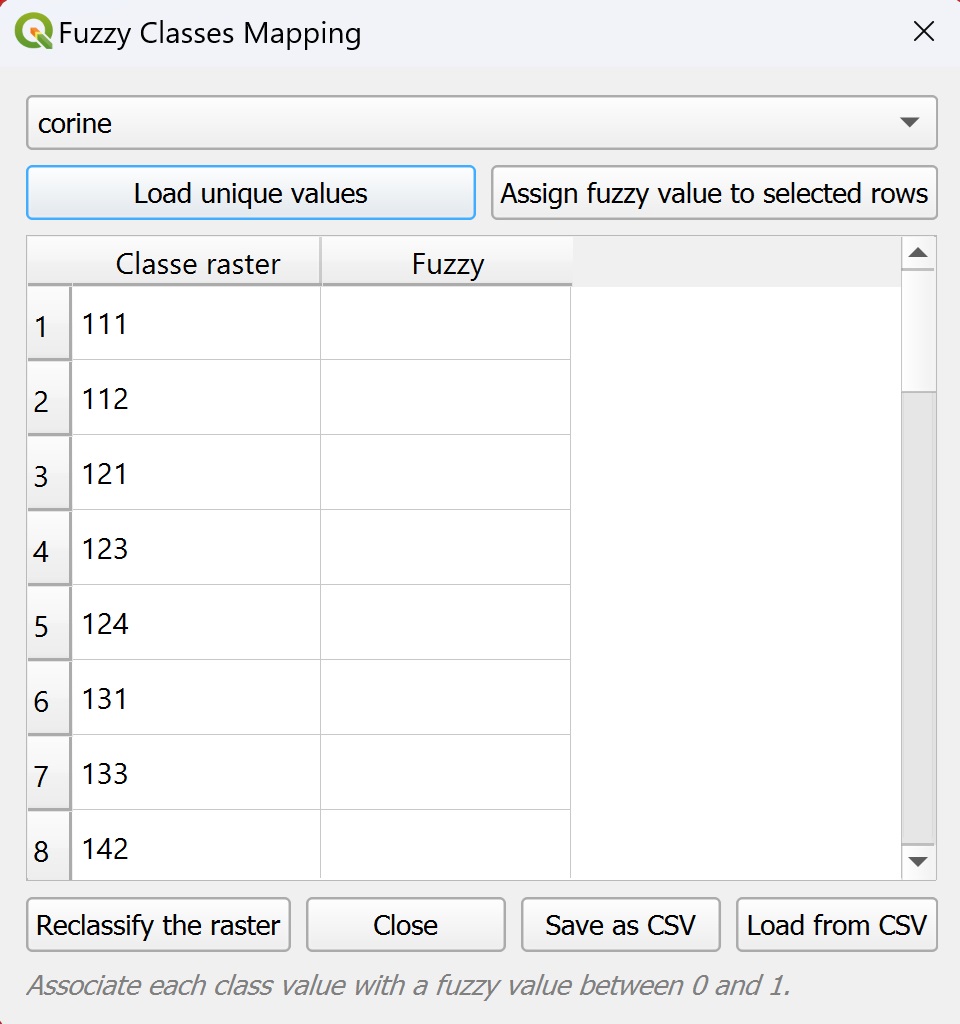 Fuzzy Classes Mapping
corine
Load unique values Assign fuzzy value to selected rows
Classe raster Fuzzy
1 111
2 112
3 121
4 123
5 124
6 131
7 133
8 142
Reclassify the raster Close Save as CSV Load from CSV
Associate each class value with a fuzzy value between 0 and 1.